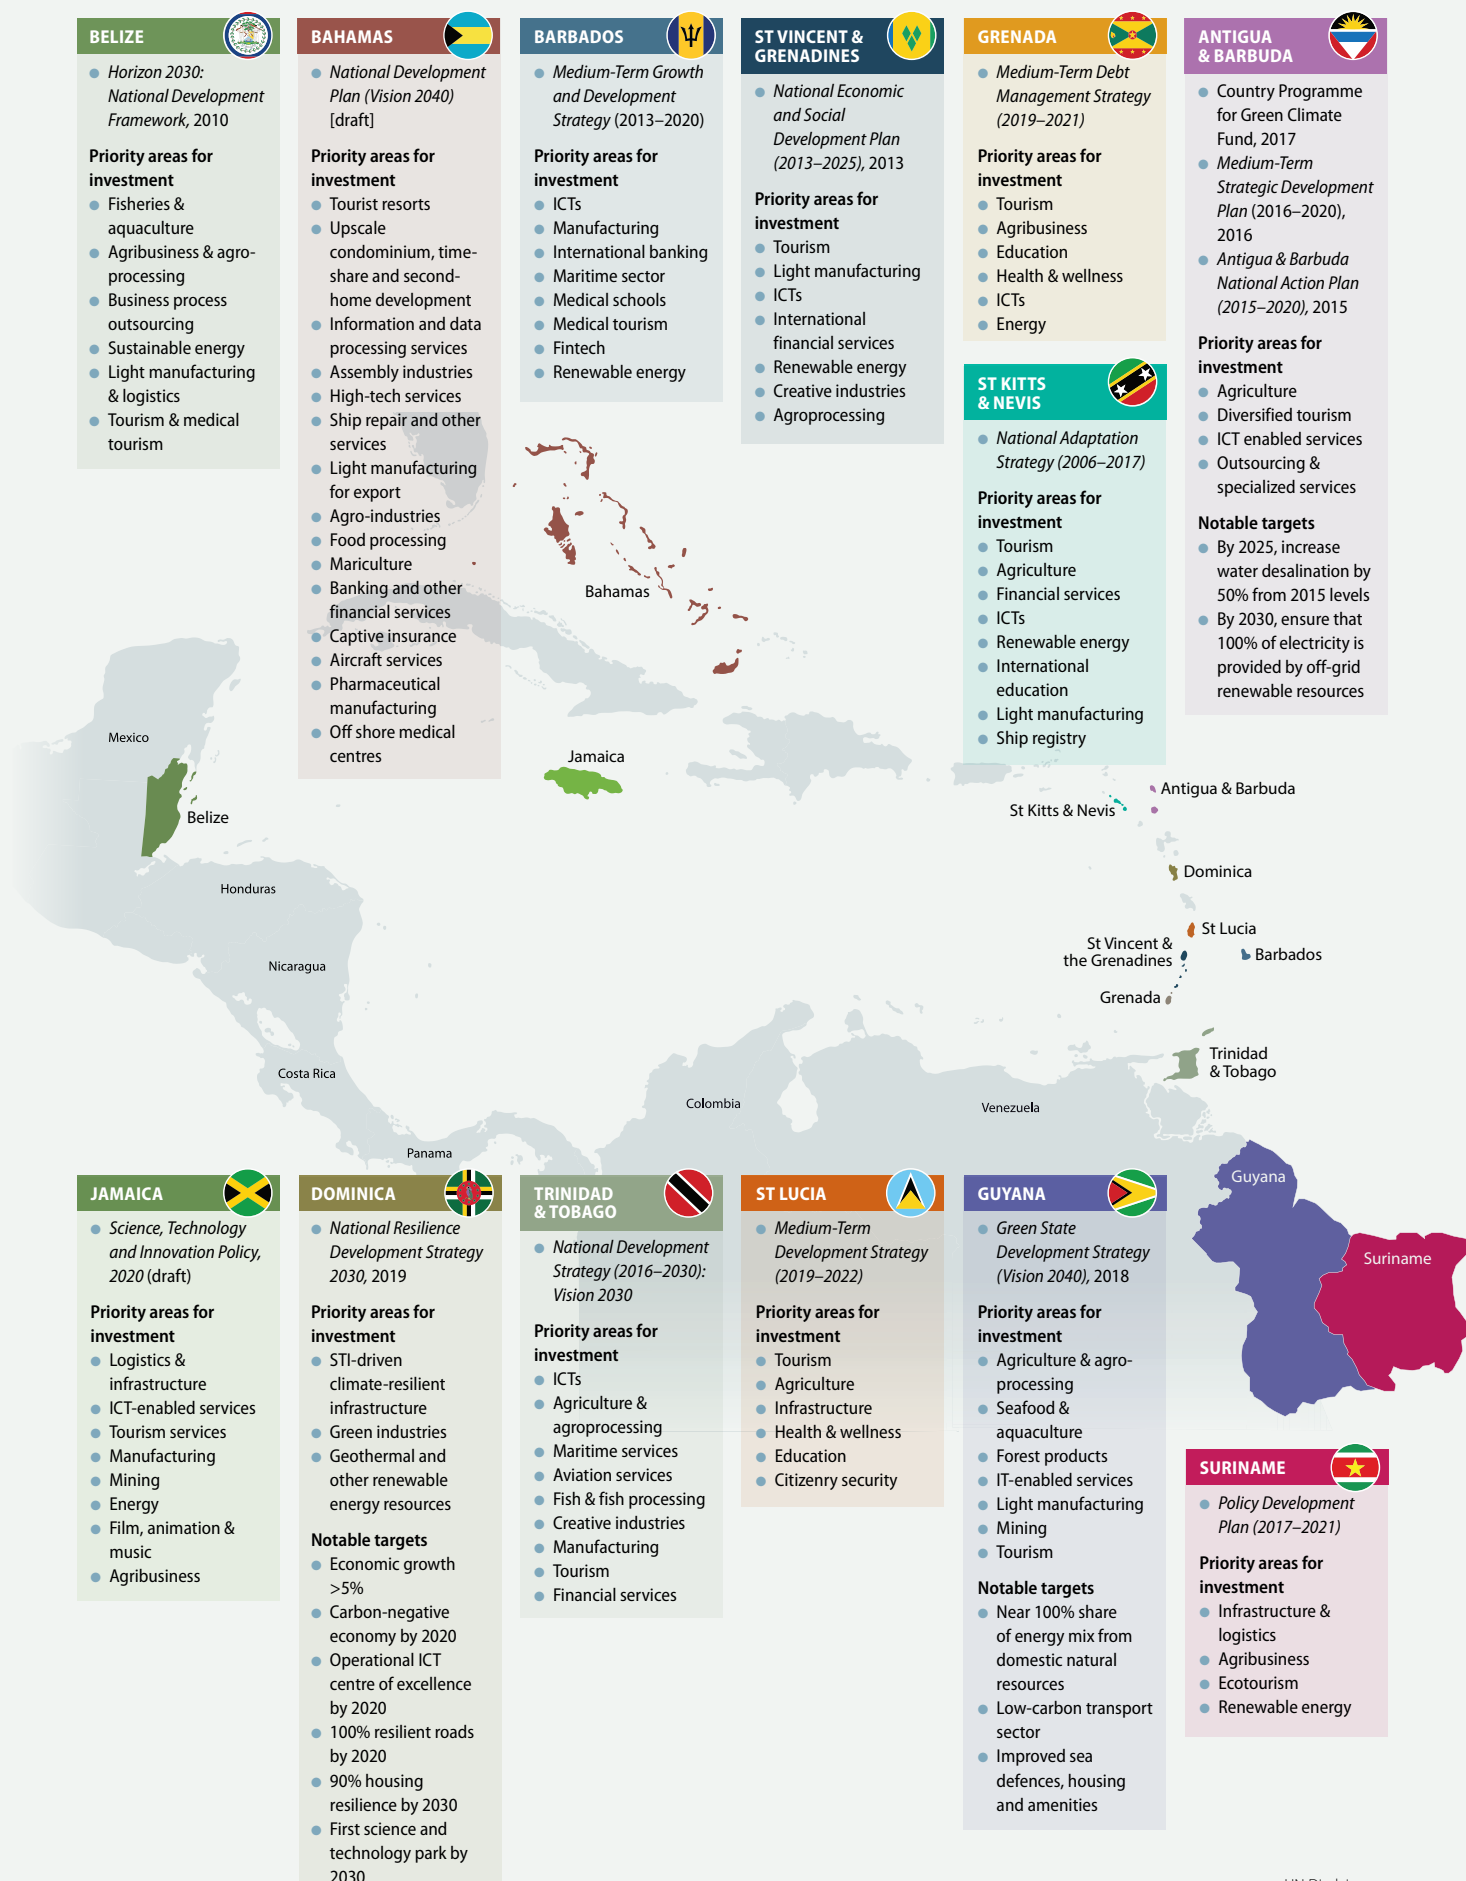 BELIZE
Horizon 2030:
National Development
Framework, 2010
Priority areas for
investment
Fisheries &
aquaculture
Agribusiness & agro-
processing
Business process
outsourcing
Sustainable energy
Light manufacturing
& logistics
Tourism & medical
tourism
BAHAMAS
National Development
Plan (Vision 2040)
[draft]
Priority areas for
investment
Tourist resorts
Upscale
condominium, time-
share and second-
home development
Information and data
processing services
Assembly industries
High-tech services
Ship repair and other
services
Light manufacturing
for export
Agro-industries
Food processing
Mariculture
Banking and other
financial services
Captive insurance
Aircraft services
Pharmaceutical
manufacturing
Off shore medical
centres
BARBADOS
Medium-Term Growth
and Development
Strategy (2013–2020)
Priority areas for
investment
ICTs
Manufacturing
International banking
Maritime sector
Medical schools
Medical tourism
Fintech
Renewable energy
ST VINCENT &
GRENADINES
National Economic
and Social
Development Plan
(2013–2025), 2013
Priority areas for
investment
Tourism
Light manufacturing
ICTs
International
financial services
Renewable energy
Creative industries
Agroprocessing
GRENADA
Medium-Term Debt
Management Strategy
(2019–2021)
Priority areas for
investment
Tourism
Agribusiness
Education
Health & wellness
ICTs
Energy
ST KITTS
& NEVIS
National Adaptation
Strategy (2006–2017)
Priority areas for
investment
Tourism
Agriculture
Financial services
ICTs
Renewable energy
International
education
Light manufacturing
Ship registry
ANTIGUA
& BARBUDA
Country Programme
for Green Climate
Fund, 2017
Medium-Term
Strategic Development
Plan (2016–2020),
2016
Antigua & Barbuda
National Action Plan
(2015–2020), 2015
Priority areas for
investment
Agriculture
Diversified tourism
ICT enabled services
Outsourcing &
specialized services
Notable targets
By 2025, increase
water desalination by
50% from 2015 levels
By 2030, ensure that
100% of electricity is
provided by off-grid
renewable resources
Bahamas
Mexico
Jamaica
Belize
Antigua & Barbuda
St Kitts & Nevis
Dominica
Honduras
St Lucia
St Vincent &
the Grenadines
Barbados
Nicaragua
Grenada
Trinidad
& Tobago
Costa Rica
Colombia
Venezuela
Panama
Guyana
Suriname
JAMAICA
Science, Technology
and Innovation Policy,
2020 (draft)
Priority areas for
investment
Logistics &
infrastructure
ICT-enabled services
Tourism services
Manufacturing
Mining
Energy
Film, animation &
music
Agribusiness
DOMINICA
National Resilience
Development Strategy
2030, 2019
Priority areas for
investment
STI-driven
climate-resilient
infrastructure
Green industries
Geothermal and
other renewable
energy resources
Notable targets
Economic growth
>5%
Carbon-negative
economy by 2020
Operational ICT
centre of excellence
by 2020
100% resilient roads
by 2020
90% housing
resilience by 2030
First science and
technology park by
2030
TRINIDAD
& TOBAGO
National Development
Strategy (2016–2030):
Vision 2030
Priority areas for
investment
ICTs
Agriculture &
agroprocessing
Maritime services
Aviation services
Fish & fish processing
Creative industries
Manufacturing
Tourism
Financial services
ST LUCIA
Medium-Term
Development Strategy
(2019–2022)
Priority areas for
investment
Tourism
Agriculture
Infrastructure
Health & wellness
Education
Citizenry security
GUYANA
Green State
Development Strategy
(Vision 2040), 2018
Priority areas for
investment
Agriculture & agro-
processing
Seafood &
aquaculture
Forest products
IT-enabled services
Light manufacturing
Mining
Tourism
Notable targets
Near 100% share
of energy mix from
domestic natural
resources
Low-carbon transport
sector
Improved sea
defences, housing
and amenities
SURINAME
Policy Development
Plan (2017–2021)
Priority areas for
investment
Infrastructure &
logistics
Agribusiness
Ecotourism
Renewable energy